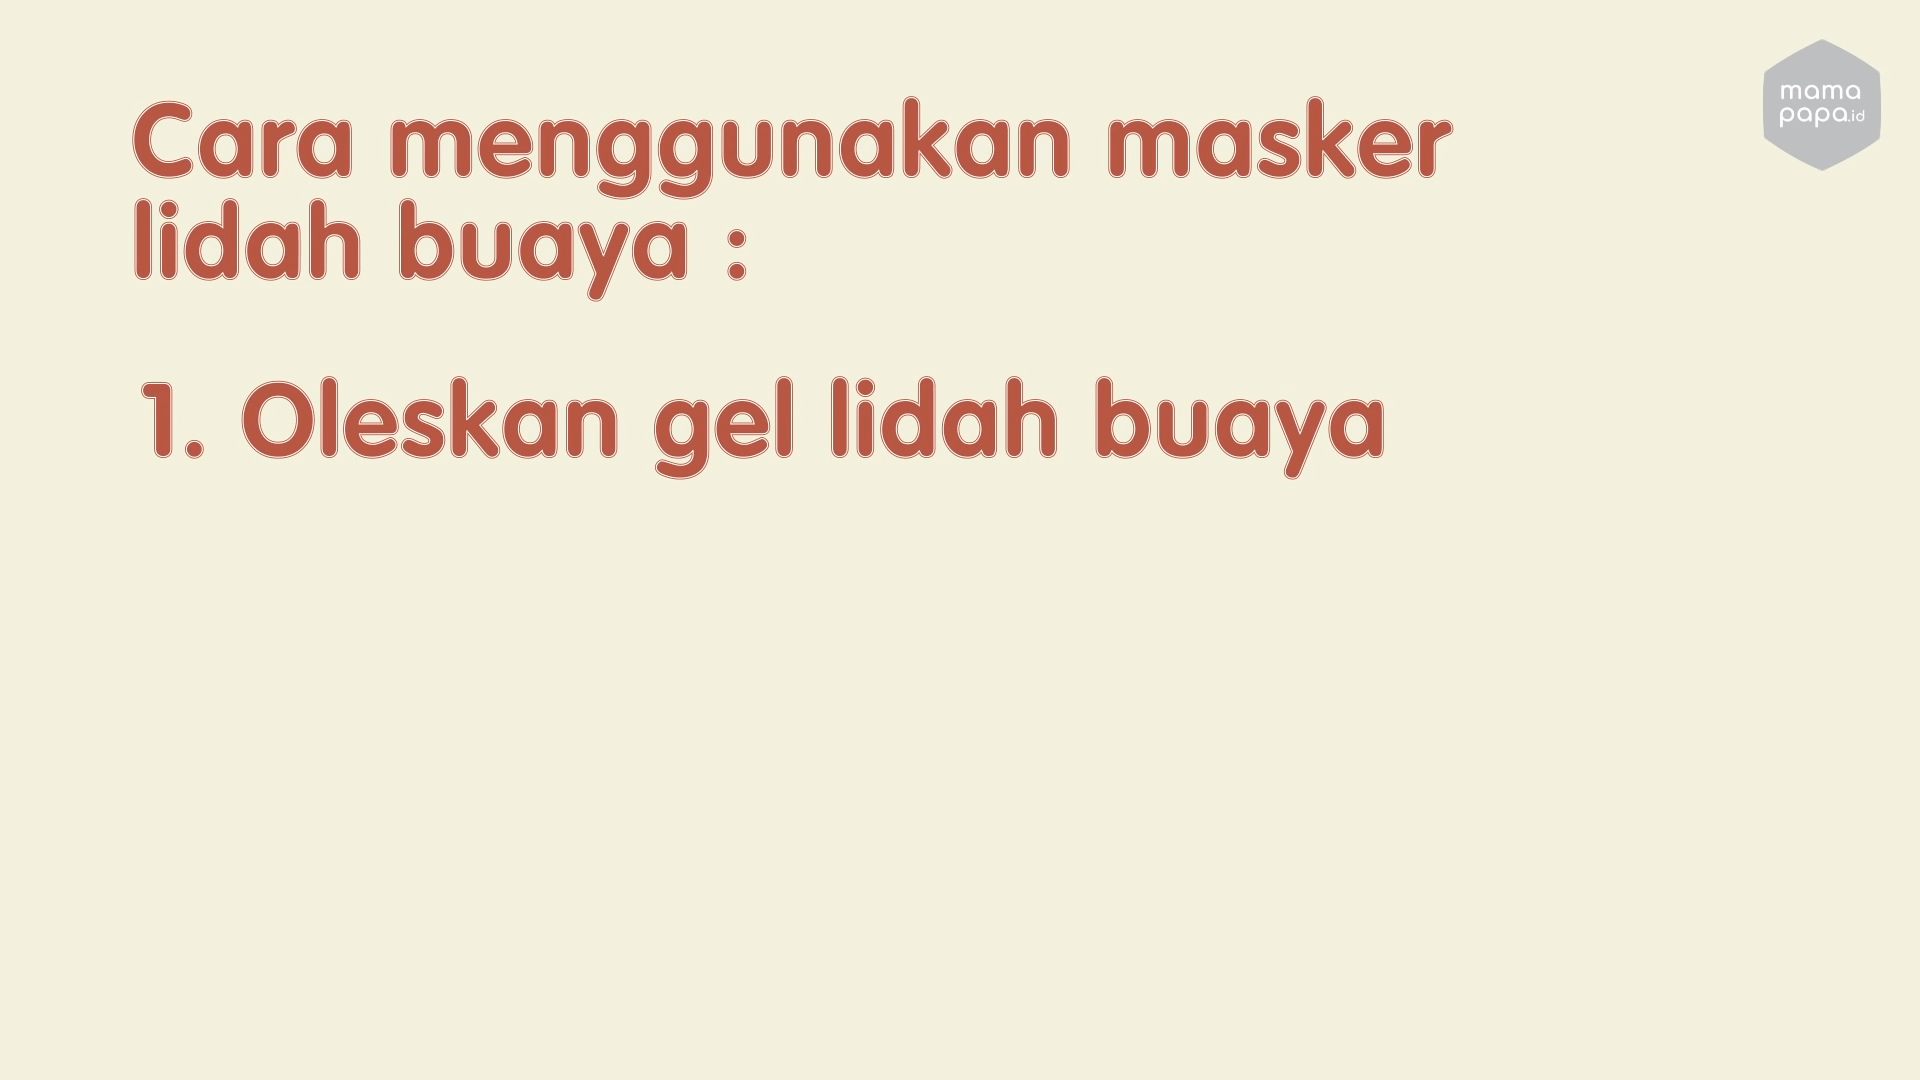 mama
papa.id
Cara menggunakan masker
lidah buaya :
1. Oleskan gel lidah buaya